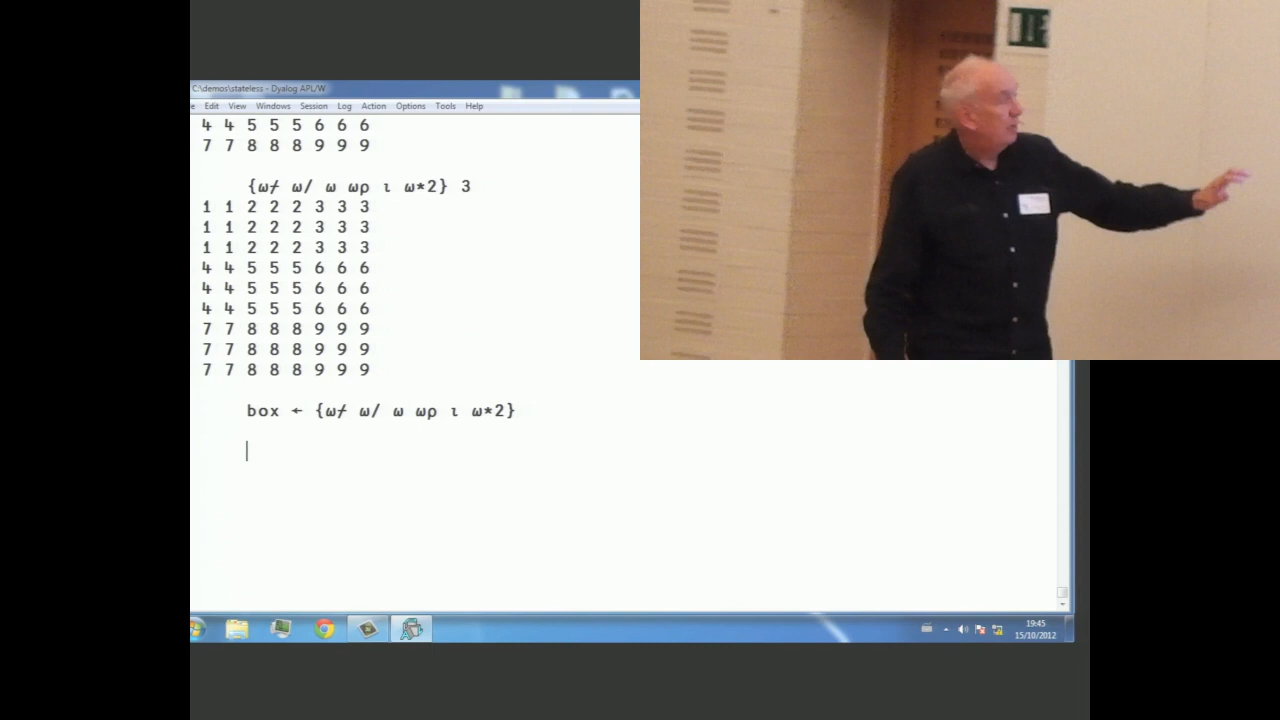 C:\demos\stateless - Dyalog APL/W
Edit View Windows Session Log Action Options Tools Help
4 4 5 5 5 6 6 6
7 7 8 8 8 9 9 9
{⍵⌿ ⍵/ ⍵ ⍵⍴ ⍳ ⍵*2} 3
1 1 2 2 2 3 3 3
1 1 2 2 2 3 3 3
1 1 2 2 2 3 3 3
4 4 5 5 5 6 6 6
4 4 5 5 5 6 6 6
4 4 5 5 5 6 6 6
7 7 8 8 8 9 9 9
7 7 8 8 8 9 9 9
7 7 8 8 8 9 9 9
box ← {⍵⌿ ⍵/ ⍵ ⍵⍴ ⍳ ⍵*2}
19:45
15/10/2012